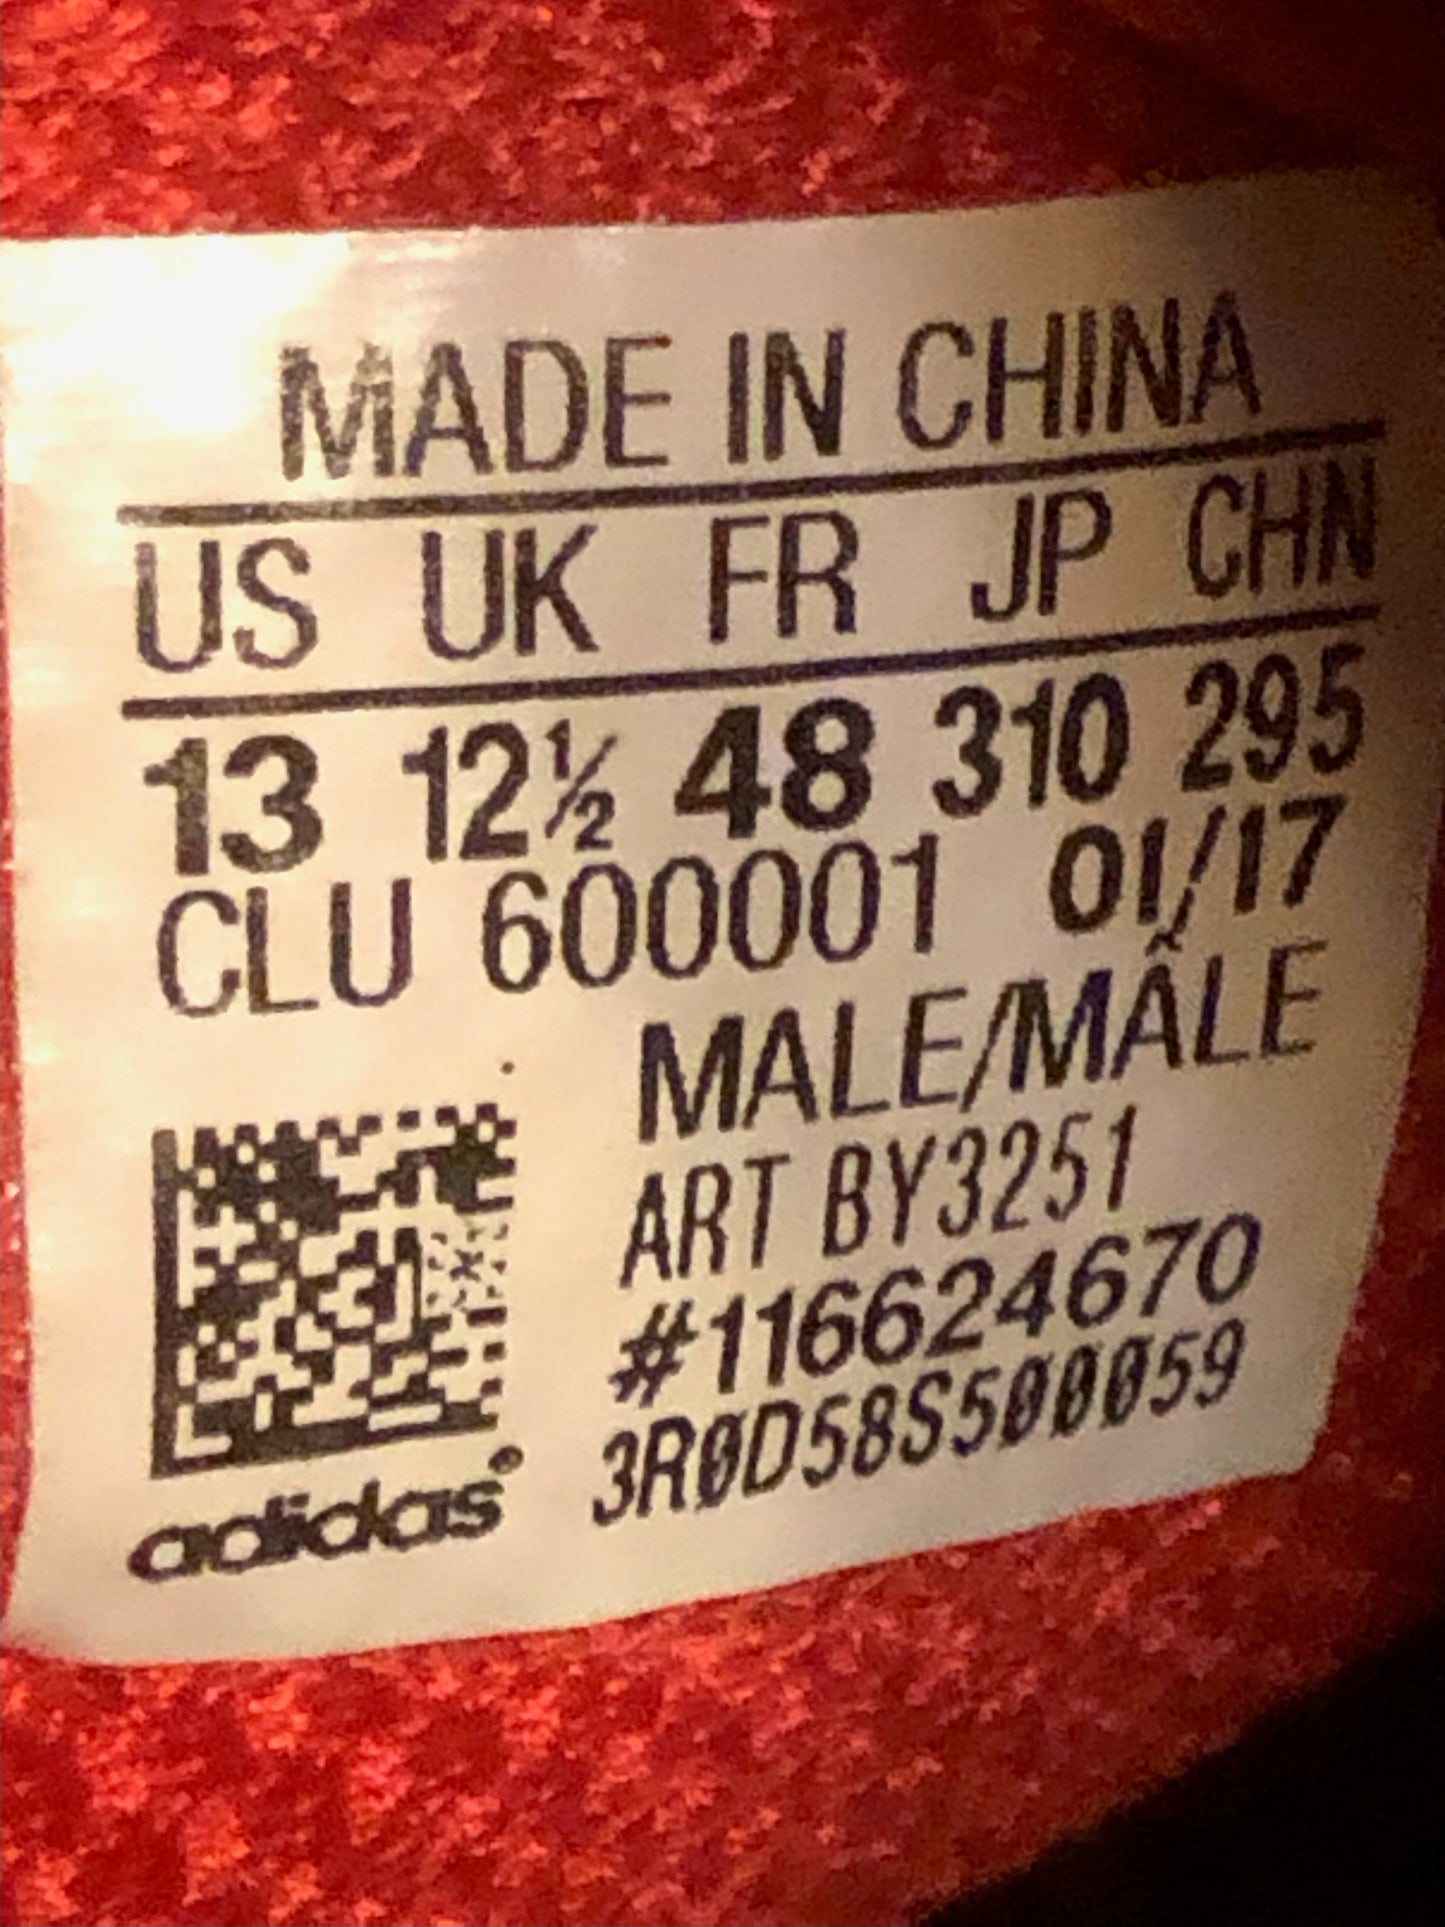 MADE IN CHINA
US UK FR JP CHN
13 12½ 48 310 295
CLU 600001 01/17
MALE/MÂLE
ART BY3251
#116624670
3R0D58S500059
adidas®